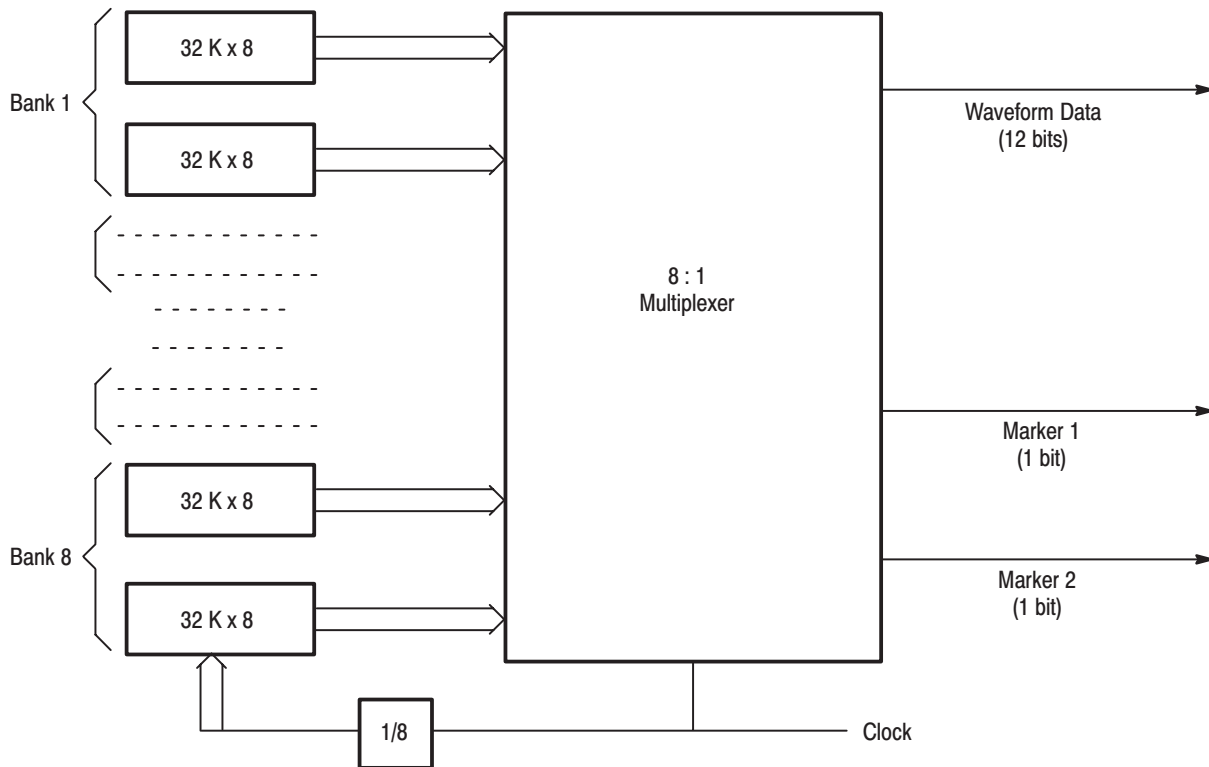 32 K x 8
Bank 1
32 K x 8
Waveform Data
(12 bits)
8 : 1
Multiplexer
Marker 1
(1 bit)
32 K x 8
Bank 8
32 K x 8
Marker 2
(1 bit)
1/8
Clock